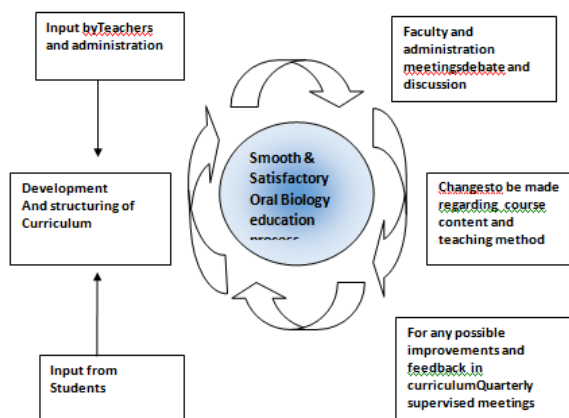 Input byTeachers
and administration
Faculty and
administration
meetingsdebate and
discussion
Smooth &
Satisfactory
Oral Biology
education
process
Development
And structuring of
Curriculum
Changesto be made
regarding course
content and
teaching method
Input from
Students
For any possible
improvements and
feedback in
curriculumQuarterly
supervised meetings